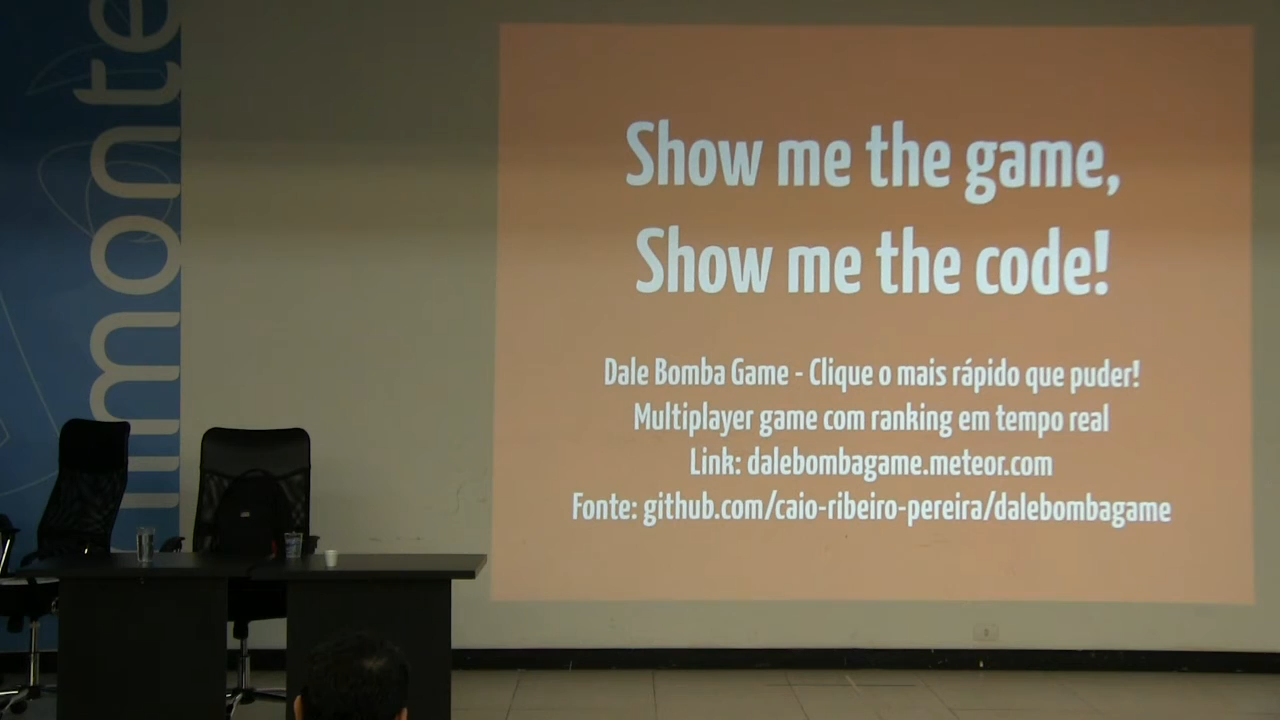 imonte
Show me the game,
Show me the code!
Dale Bomba Game - Clique o mais rápido que puder!
Multiplayer game com ranking em tempo real
Link: dalebombagame.meteor.com
Fonte: github.com/caio-ribeiro-pereira/dalebombagame